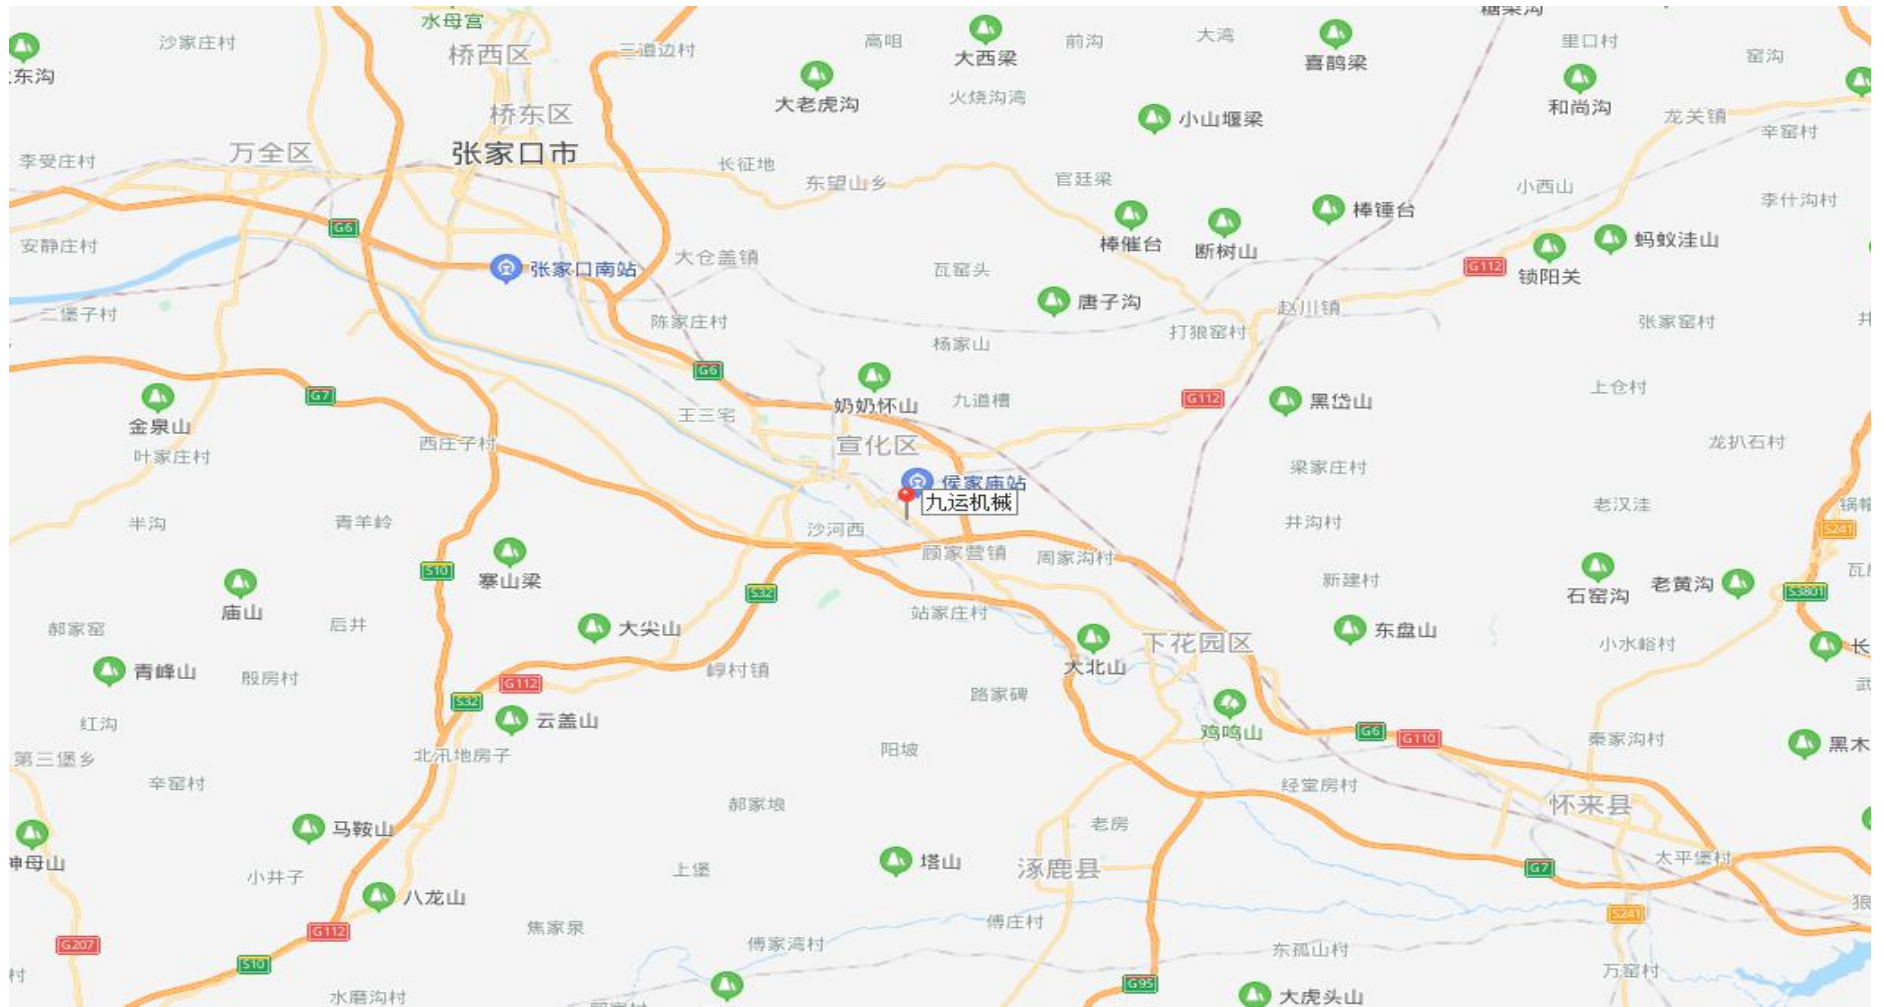 水母宫
糖梁沟
沙家庄村
桥西区
三道边村
高咀
大西梁
前沟
大湾
喜鹊梁
里口村
窑沟
东沟
大老虎沟
火烧沟湾
小山堰梁
和尚沟
龙关镇
辛窑村
桥东区
万全区
张家口市
李受庄村
长征地
东望山乡
官廷梁
小西山
李什沟村
棒锤台
棒催台
断树山
蚂蚁洼山
G6
安静庄村
张家口南站
大仓盖镇
瓦窑头
G112
锁阳关
唐子沟
赵川镇
二堡子村
陈家庄村
打狼窑村
张家窑村
井
杨家山
G6
G7
奶奶怀山
九道槽
G112
黑岱山
上仓村
金泉山
王三宅
西庄子村
宣化区
龙扒石村
叶家庄村
梁家庄村
侯家庙站
九运机械
半沟
青羊岭
沙河西
井沟村
老汉洼
S241
顾家营镇
周家沟村
S10
寨山梁
新建村
石窑沟
老黄沟
S3801
庙山
S32
站家庄村
郝家窑
后井
大尖山
大北山
下花园区
东盘山
小水峪村
长
青峰山
殷房村
G112
崞村镇
路家碑
武
S32
云盖山
红沟
鸡鸣山
G6
G110
秦家沟村
黑木
第三堡乡
北汛地房子
阳坡
辛窑村
经堂房村
郝家埌
怀来县
马鞍山
老房
神母山
小井子
上堡
塔山
涿鹿县
G7
太平堡村
八龙山
狼
焦家泉
傅庄村
S241
G207
G112
傅家湾村
东孤山村
S10
村
万窑村
水磨沟村
G95
大虎头山